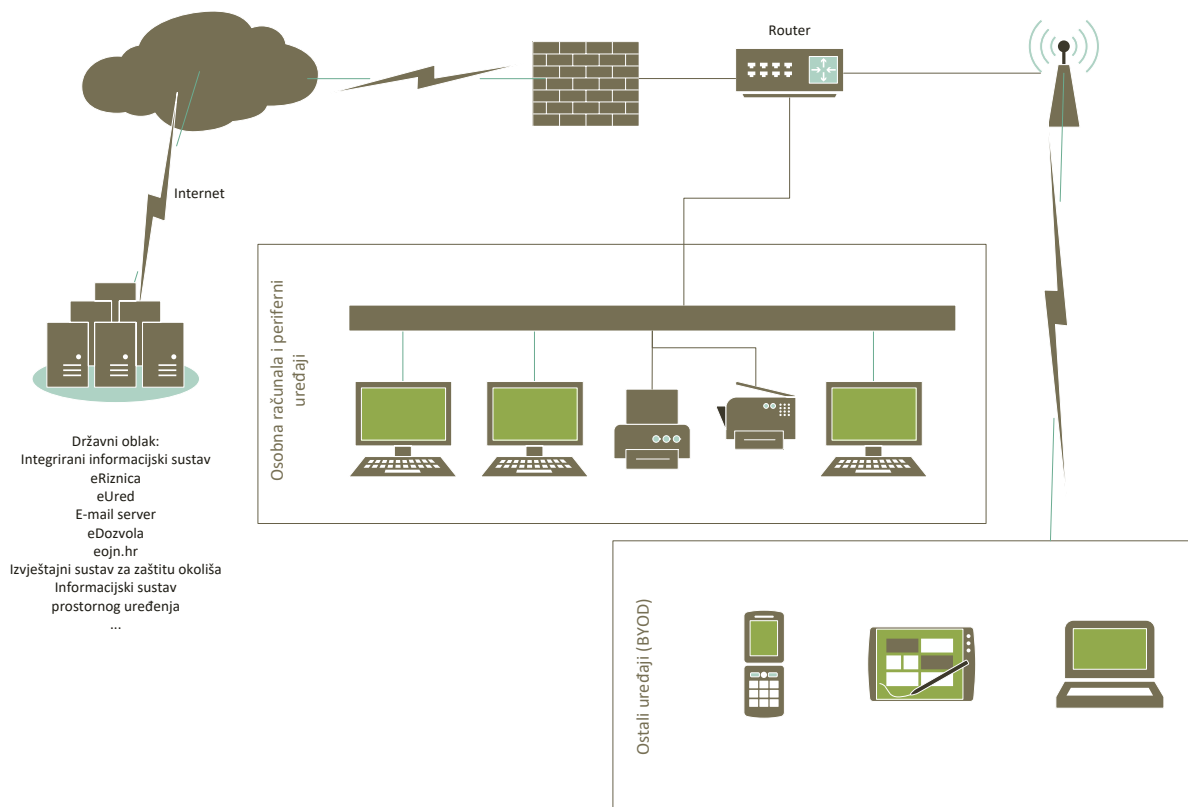 Router
Internet
Osobna računala i periferni
uređaji
Državni oblak:
Integrirani informacijski sustav
eRiznica
eUred
E-mail server
eDozvola
eojn.hr
Izvještajni sustav za zaštitu okoliša
Informacijski sustav
prostornog uređenja
...
Ostali uređaji (BYOD)